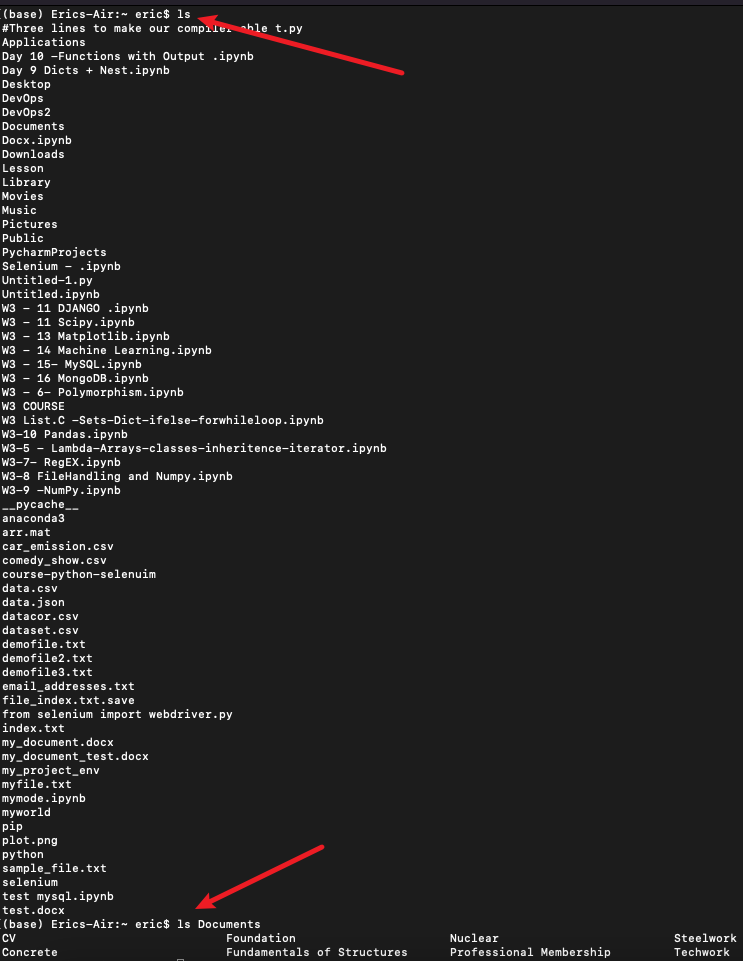 (base) Erics-Air:~ eric$ ls
#Three lines to make our compiler able t.py
Applications
Day 10 -Functions with Output .ipynb
Day 9 Dicts + Nest.ipynb
Desktop
DevOps
DevOps2
Documents
Docx.ipynb
Downloads
Lesson
Library
Movies
Music
Pictures
Public
PycharmProjects
Selenium - .ipynb
Untitled-1.py
Untitled.ipynb
W3 - 11 DJANGO .ipynb
W3 - 11 Scipy.ipynb
W3 - 13 Matplotlib.ipynb
W3 - 14 Machine Learning.ipynb
W3 - 15- MySQL.ipynb
W3 - 16 MongoDB.ipynb
W3 - 6- Polymorphism.ipynb
W3 COURSE
W3 List.C -Sets-Dict-ifelse-forwhileloop.ipynb
W3-10 Pandas.ipynb
W3-5 - Lambda-Arrays-classes-inheritence-iterator.ipynb
W3-7- RegEX.ipynb
W3-8 FileHandling and Numpy.ipynb
W3-9 -NumPy.ipynb
__pycache__
anaconda3
arr.mat
car_emission.csv
comedy_show.csv
course-python-selenuim
data.csv
data.json
datacor.csv
dataset.csv
demofile.txt
demofile2.txt
demofile3.txt
email_addresses.txt
file_index.txt.save
from selenium import webdriver.py
index.txt
my_document.docx
my_document_test.docx
my_project_env
myfile.txt
mymode.ipynb
myworld
pip
plot.png
python
sample_file.txt
selenium
test mysql.ipynb
test.docx
(base) Erics-Air:~ eric$ ls Documents
CV Foundation Nuclear Steelwork
Concrete Fundamentals of Structures Professional Membership Techwork